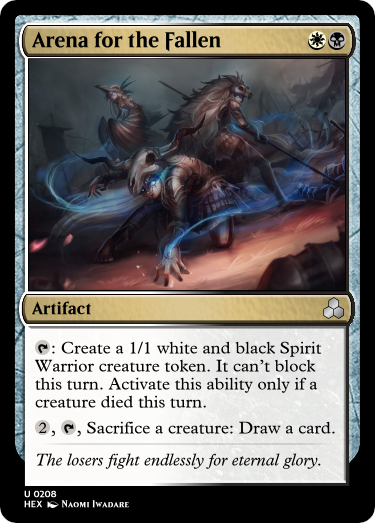 Arena for the Fallen
Artifact
: Create a 1/1 white and black Spirit
Warrior creature token. It can't block
this turn. Activate this ability only if a
creature died this turn.
2, , Sacrifice a creature: Draw a card.
The losers fight endlessly for eternal glory.
U 0208
HEX Naomi Iwadare